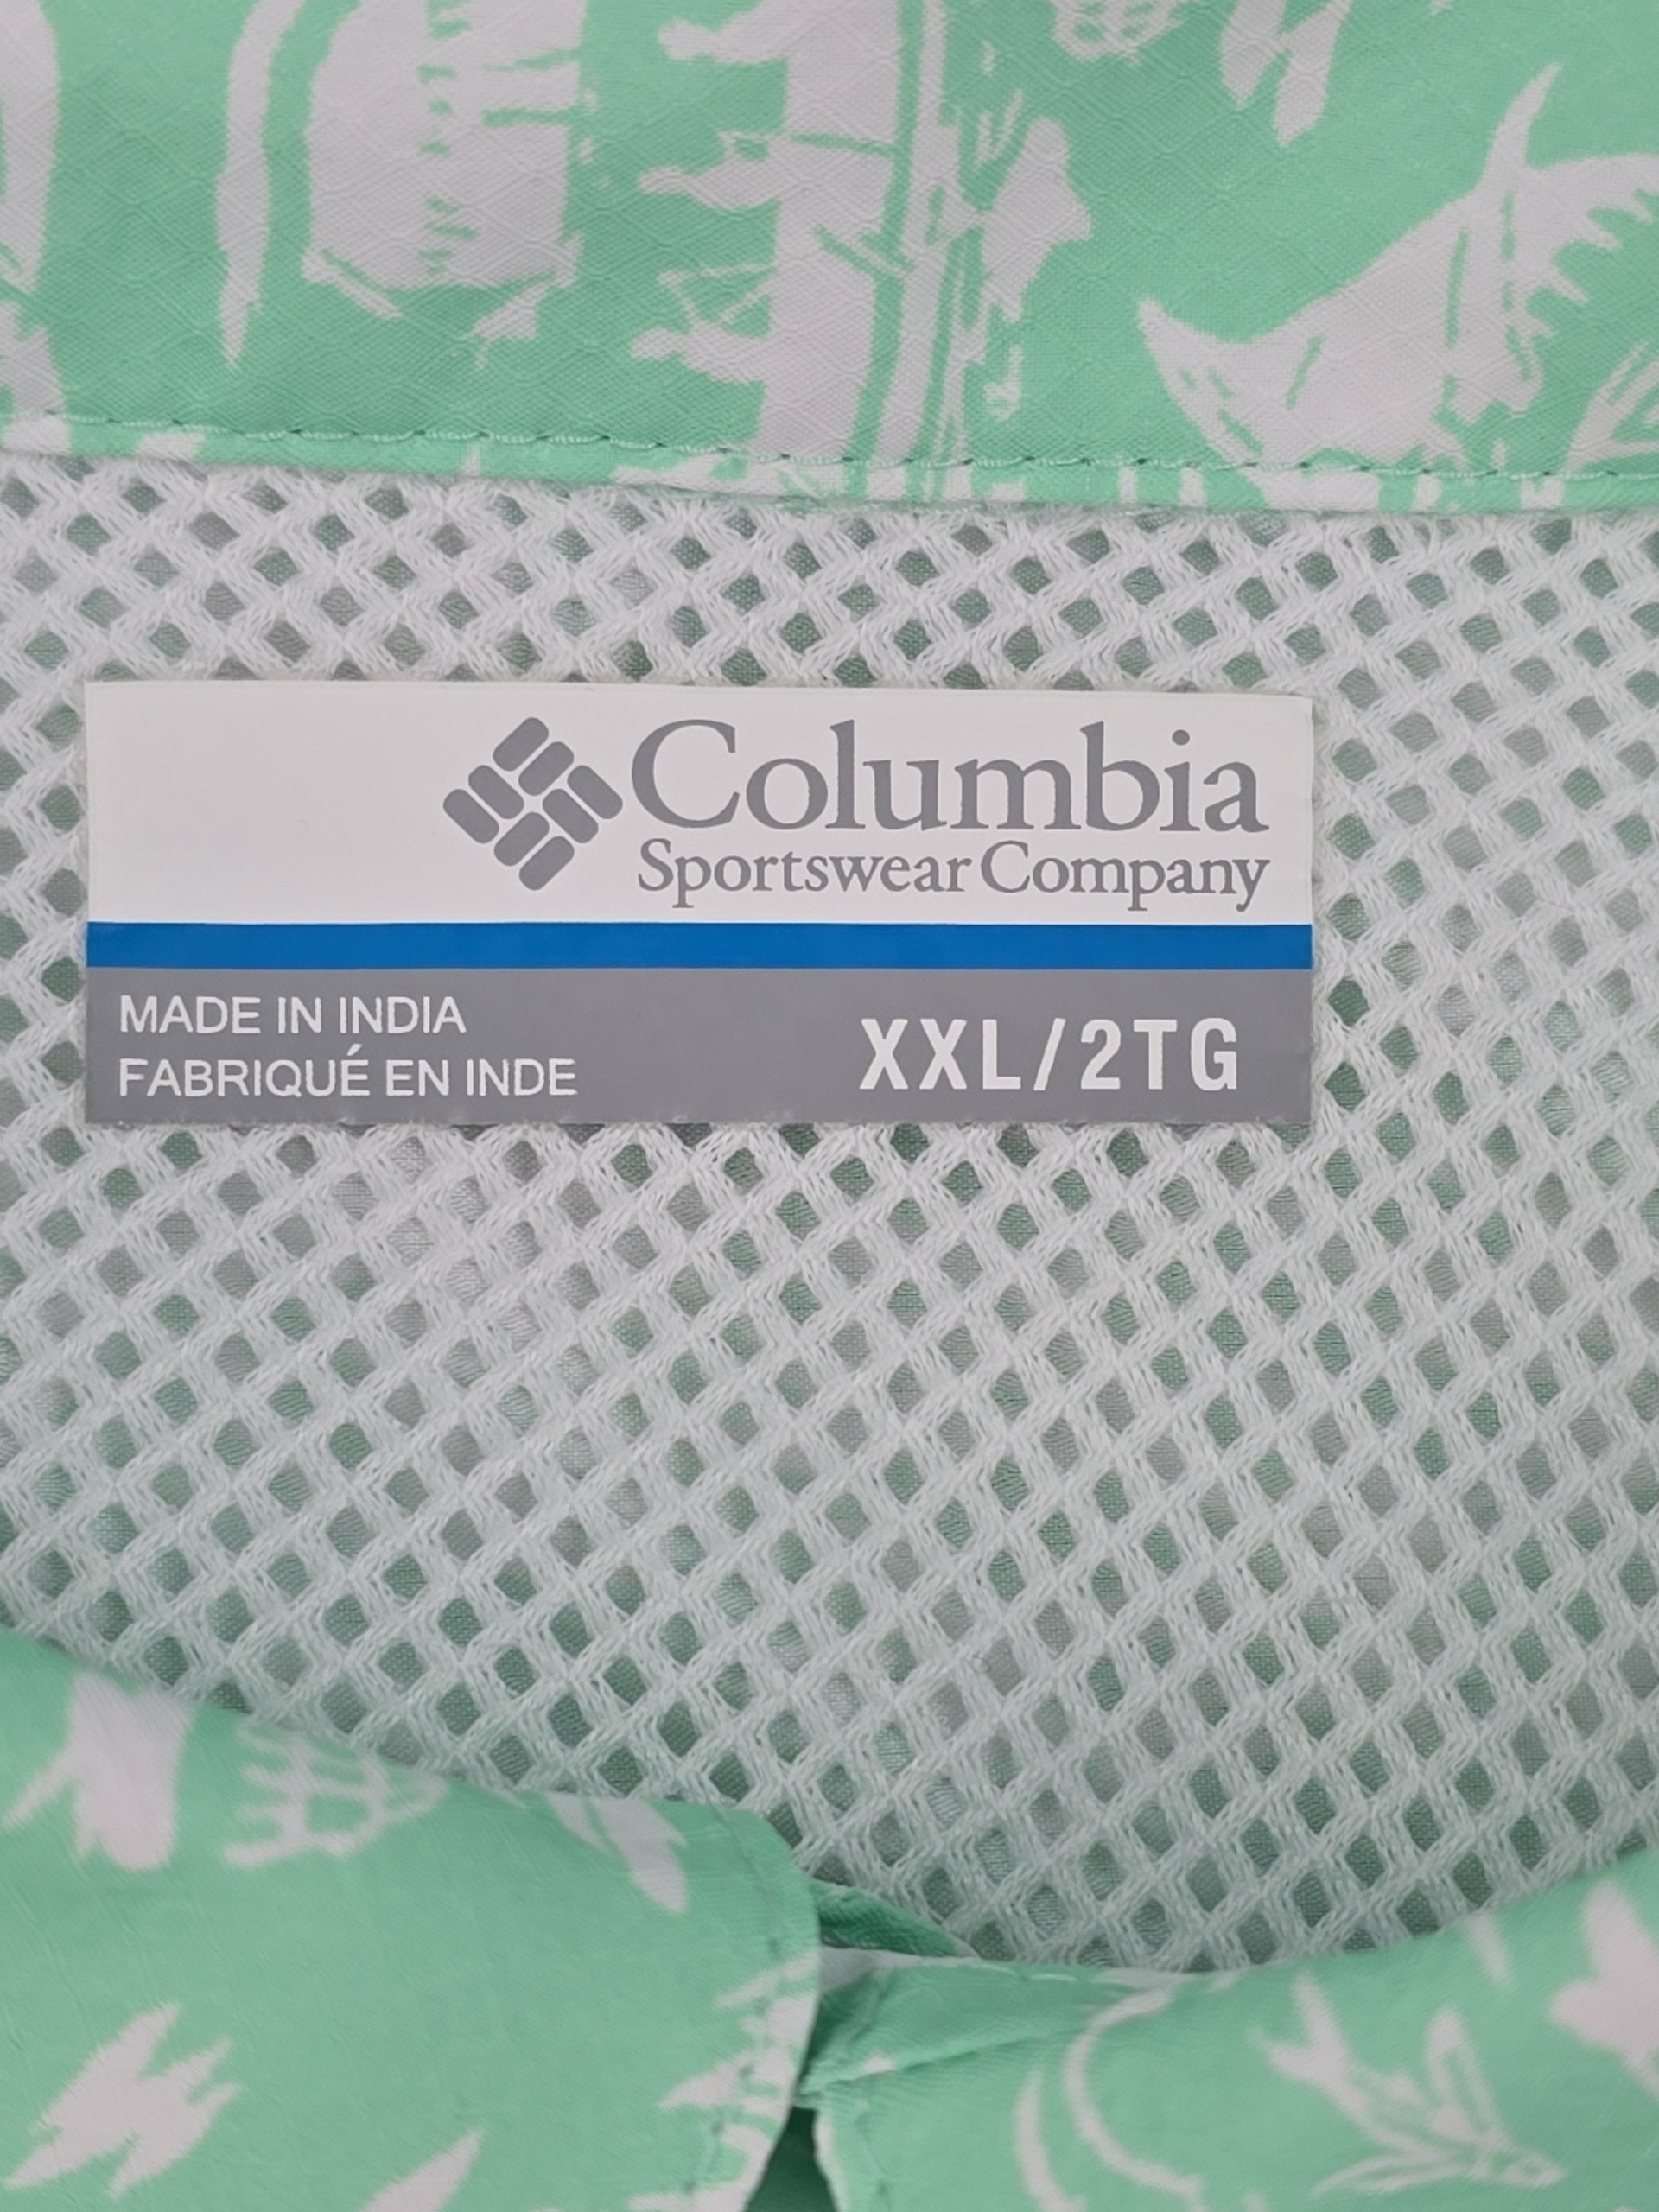 Columbia
Sportswear Company
MADE IN INDIA
FABRIQUÉ EN INDE
XXL/2TG